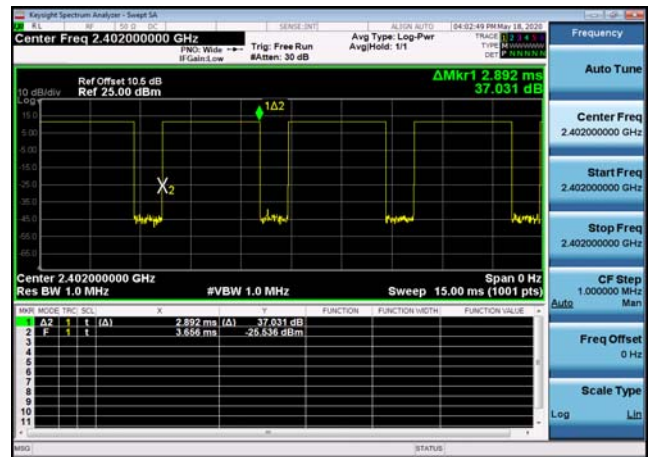 Keysight Spectrum Analyzer - Swept SA
RL RF 50 Ω DC SENSE:INT ALIGN AUTO 04:02:49 PM May 18, 2020
Center Freq 2.402000000 GHz
PNO: Wide
IFGain:Low
Trig: Free Run
#Atten: 30 dB
Avg Type: Log-Pwr
Avg|Hold: 1/1
TRACE 1 2 3 4 5 6
TYPE
DET P N N N N N
Frequency
Auto Tune
Ref Offset 10.5 dB
10 dB/div Ref 25.00 dBm
ΔMkr1 2.892 ms
37.031 dB
Log
15.0
5.00
-5.00
-15.0
-25.0
-35.0
-45.0
-55.0
-65.0
1Δ2
X2
Center 2.402000000 GHz Span 0 Hz
Res BW 1.0 MHz #VBW 1.0 MHz Sweep 15.00 ms (1001 pts)
MKR MODE TRC SCL X Y FUNCTION FUNCTION WIDTH FUNCTION VALUE
1 Δ2 1 t (Δ) 2.892 ms (Δ) 37.031 dB
2 F 1 t 3.656 ms -25.536 dBm
3
4
5
6
7
8
9
10
11
MSG STATUS
Center Freq
2.402000000 GHz
Start Freq
2.402000000 GHz
Stop Freq
2.402000000 GHz
CF Step
1.000000 MHz
Auto Man
Freq Offset
0 Hz
Scale Type
Log Lin